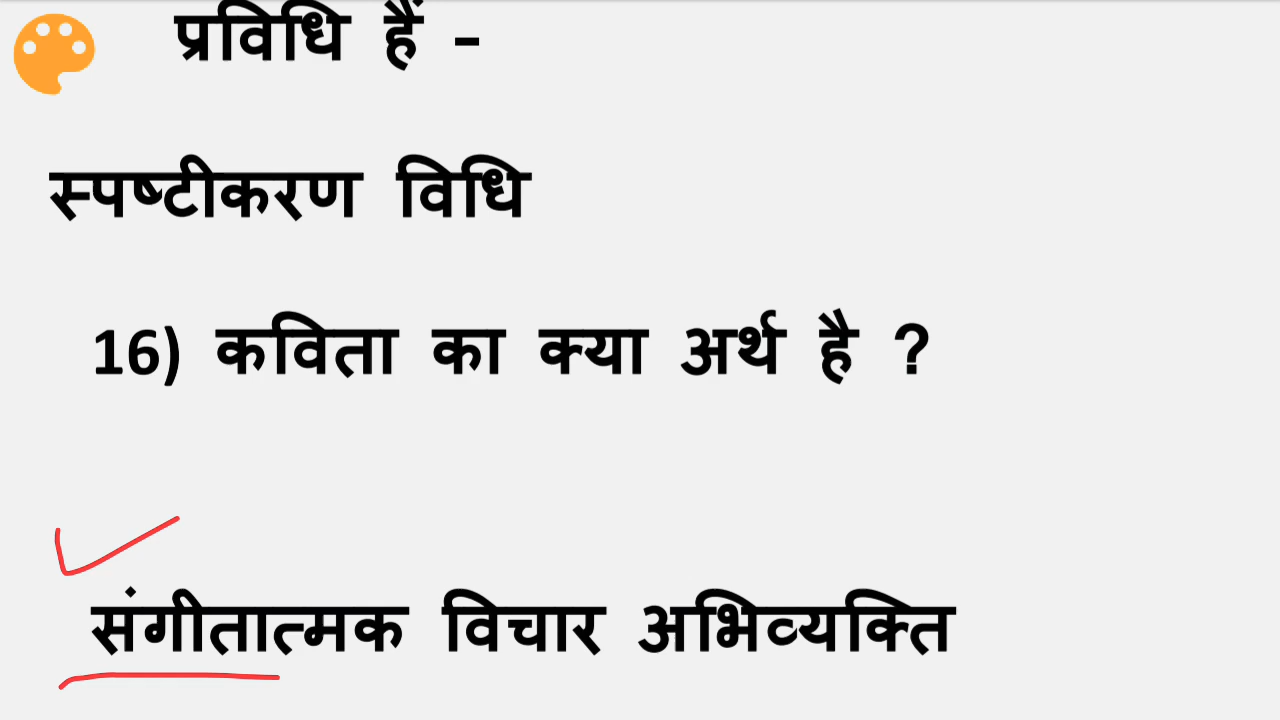 प्रविधि हैं -
स्पष्टीकरण विधि
16) कविता का क्या अर्थ है ?
संगीतात्मक विचार अभिव्यक्ति